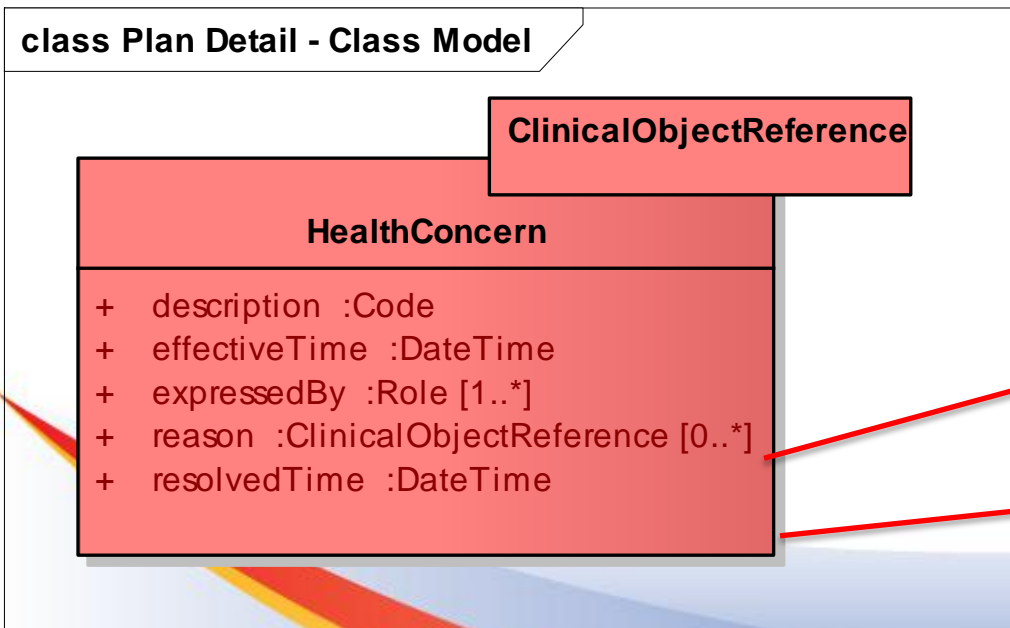 class Plan Detail - Class Model
ClinicalObjectReference
HealthConcern
+ description :Code
+ effectiveTime :DateTime
+ expressedBy :Role [1..*]
+ reason :ClinicalObjectReference [0..*]
+ resolvedTime :DateTime